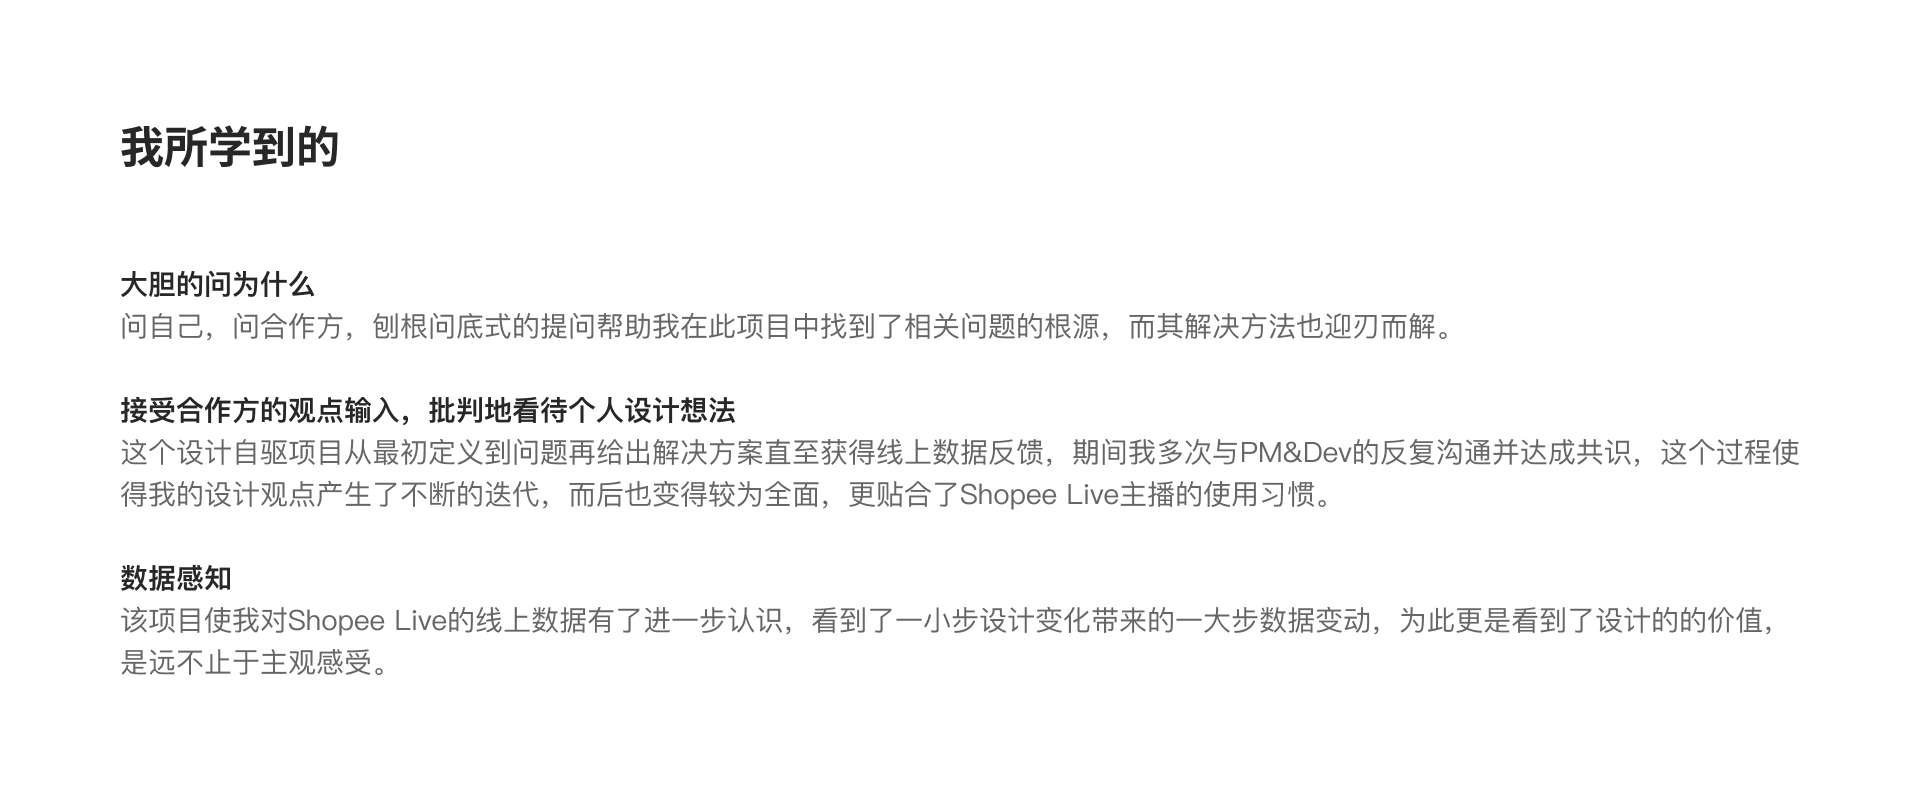 我所学到的
大胆的问为什么
问自己，问合作方，刨根问底式的提问帮助我在此项目中找到了相关问题的根源，而其解决方法也迎刃而解。
接受合作方的观点输入，批判地看待个人设计想法
这个设计自驱项目从最初定义到问题再给出解决方案直至获得线上数据反馈，期间我多次与PM&Dev的反复沟通并达成共识，这个过程使
得我的设计观点产生了不断的迭代，而后也变得较为全面，更贴合了Shopee Live主播的使用习惯。
数据感知
该项目使我对Shopee Live的线上数据有了进一步认识，看到了一小步设计变化带来的一大步数据变动，为此更是看到了设计的的价值，
是远不止于主观感受。